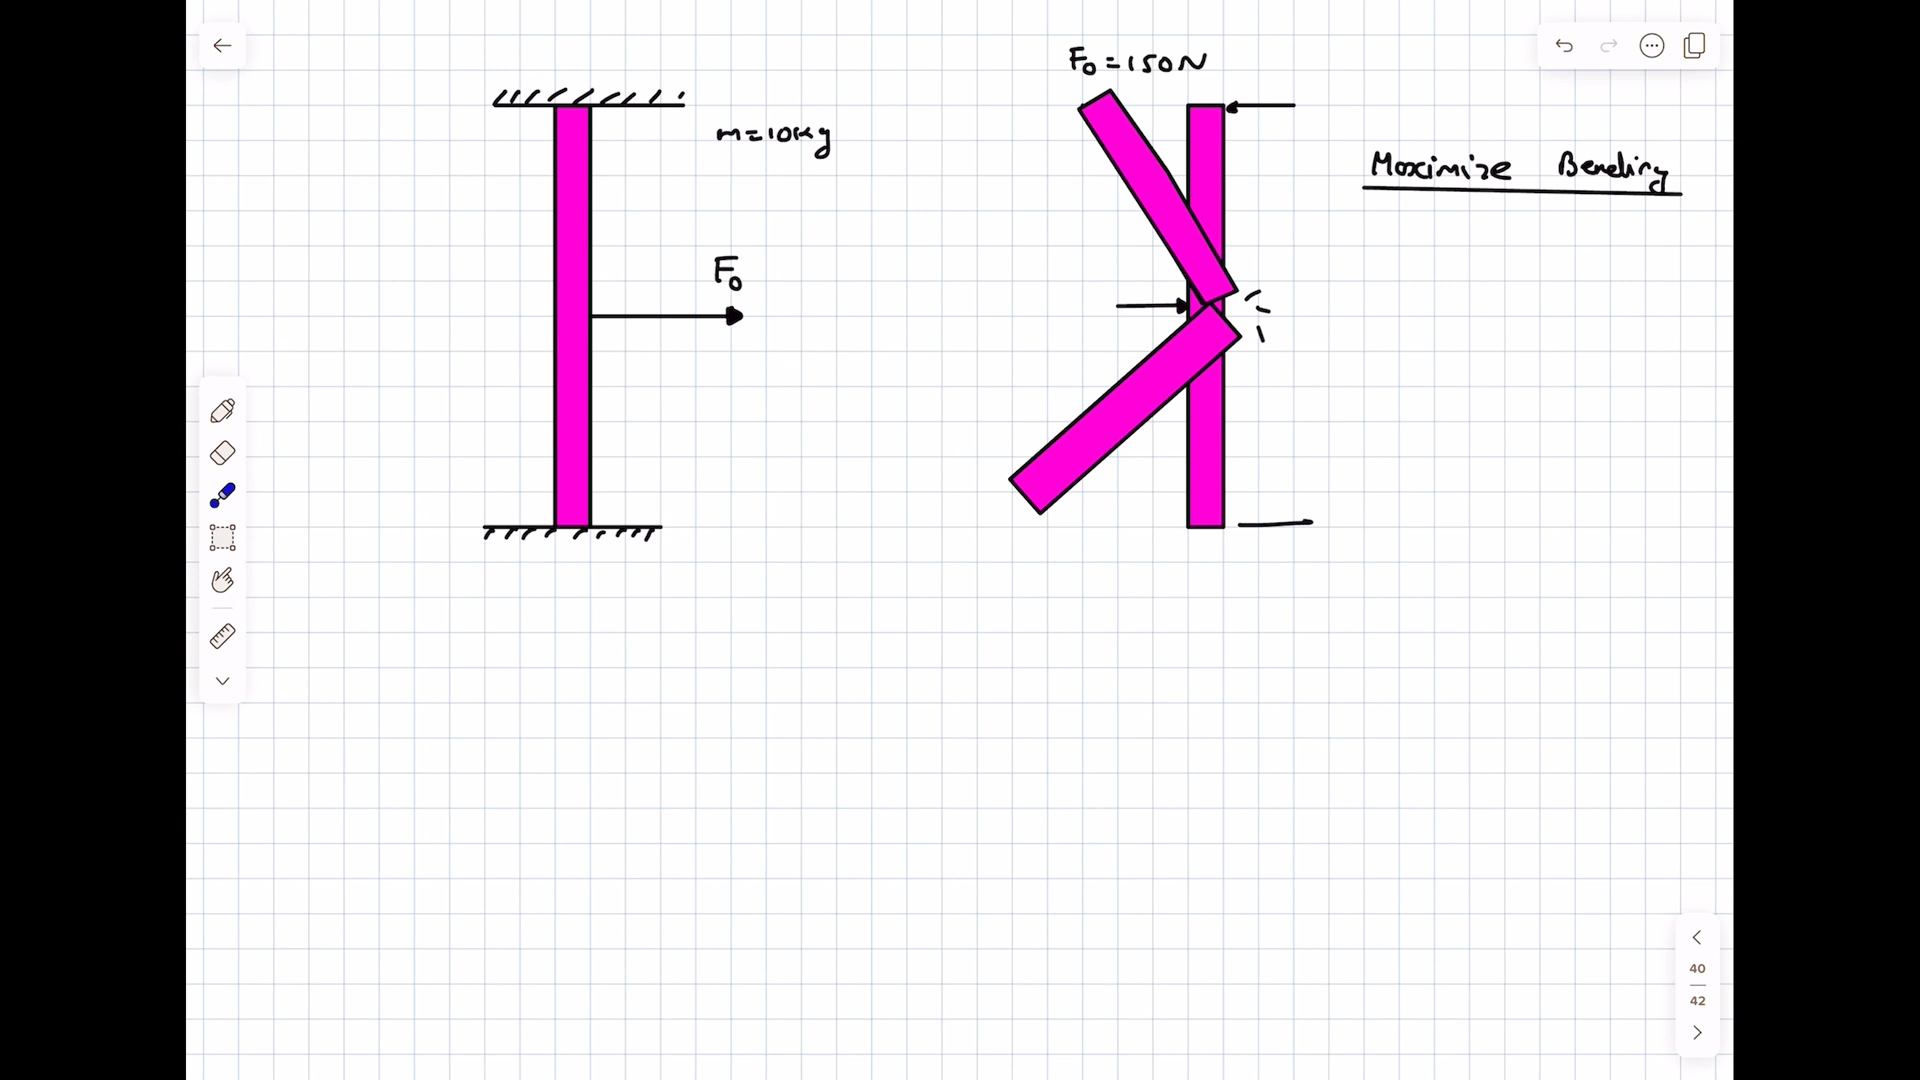 F₀ = 150N
m = 10kg
Maximize Bending
F₀
40
42